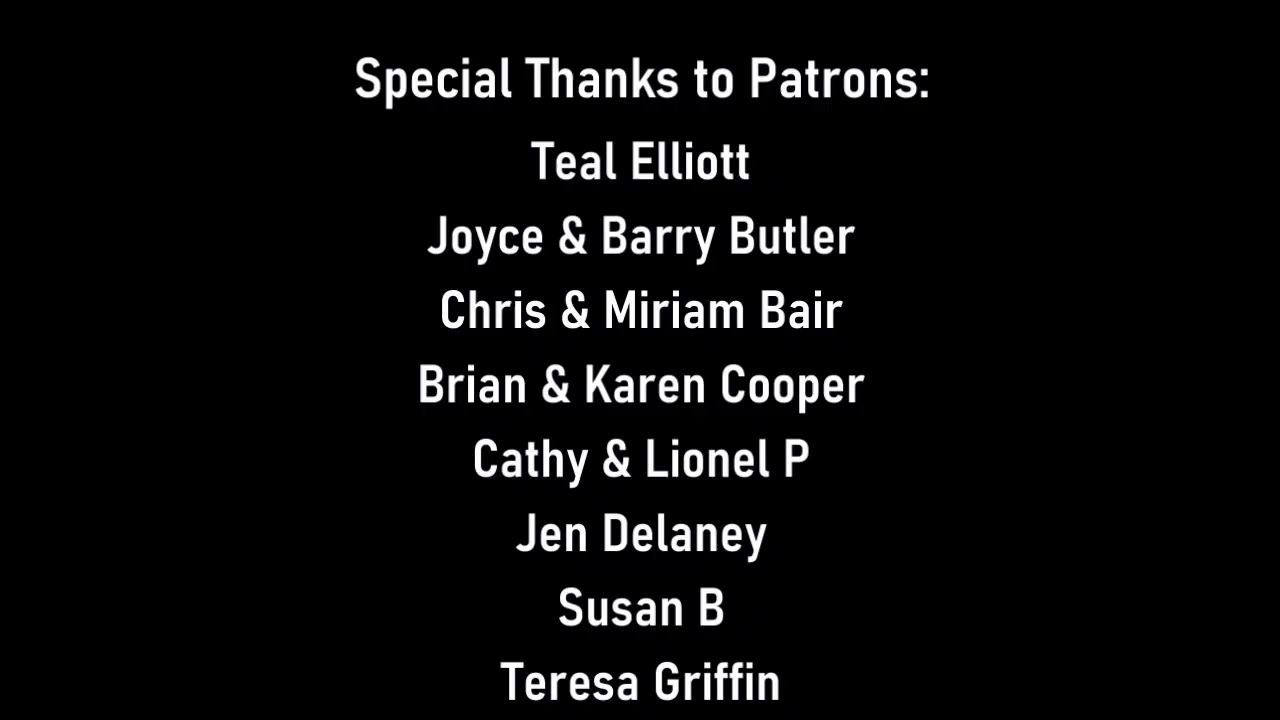 Special Thanks to Patrons:
Teal Elliott
Joyce & Barry Butler
Chris & Miriam Bair
Brian & Karen Cooper
Cathy & Lionel P
Jen Delaney
Susan B
Teresa Griffin